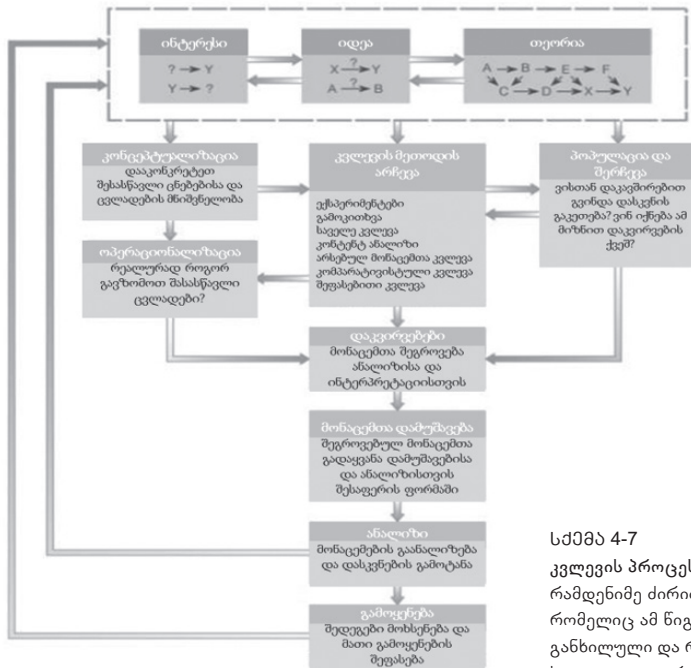 ინტერესი
? → Y
Y → ?
იდეა
X —?→ Y
A —?→ B
თეორია
A → B → E → F
C → D → X → Y
კონცეპტუალიზაცია
დააკონკრეტეთ
შესასწავლი ცნებებისა და
ცვლადების მნიშვნელობა
ოპერაციონალიზაცია
რეალურად როგორ
გავზომოთ შასასწავლი
ცვლადები?
კვლევის მეთოდის
არჩევა
ექსპერიმენტები
გამოკითხვა
საველე კვლევა
კონტენტ ანალიზი
არსებულ მონაცემთა კვლევა
კომპარატივისტული კვლევა
შეფასებითი კვლევა
პოპულაცია და
შერჩევა
ვისთან დაკავშირებით
გვინდა დასკვნის
გაკეთება? ვინ იქნება ამ
მიზნით დაკვირვების
ქვეშ?
დაკვირვებები
მონაცემთა შეგროვება
ანალიზისა და
ინტერპრეტაციისთვის
მონაცემთა დამუშავება
შეგროვებულ მონაცემთა
გადაყვანა დამუშავებისა
და ანალიზისთვის
შესაფერის ფორმაში
ანალიზი
მონაცემების გაანალიზება
და დასკვნების გამოტანა
გამოყენება
შედეგები მოხსენება და
მათი გამოყენების
შეფასება
სქემა 4-7
კვლევის
რამდენიმე
რომელიც ამ
განხილული და